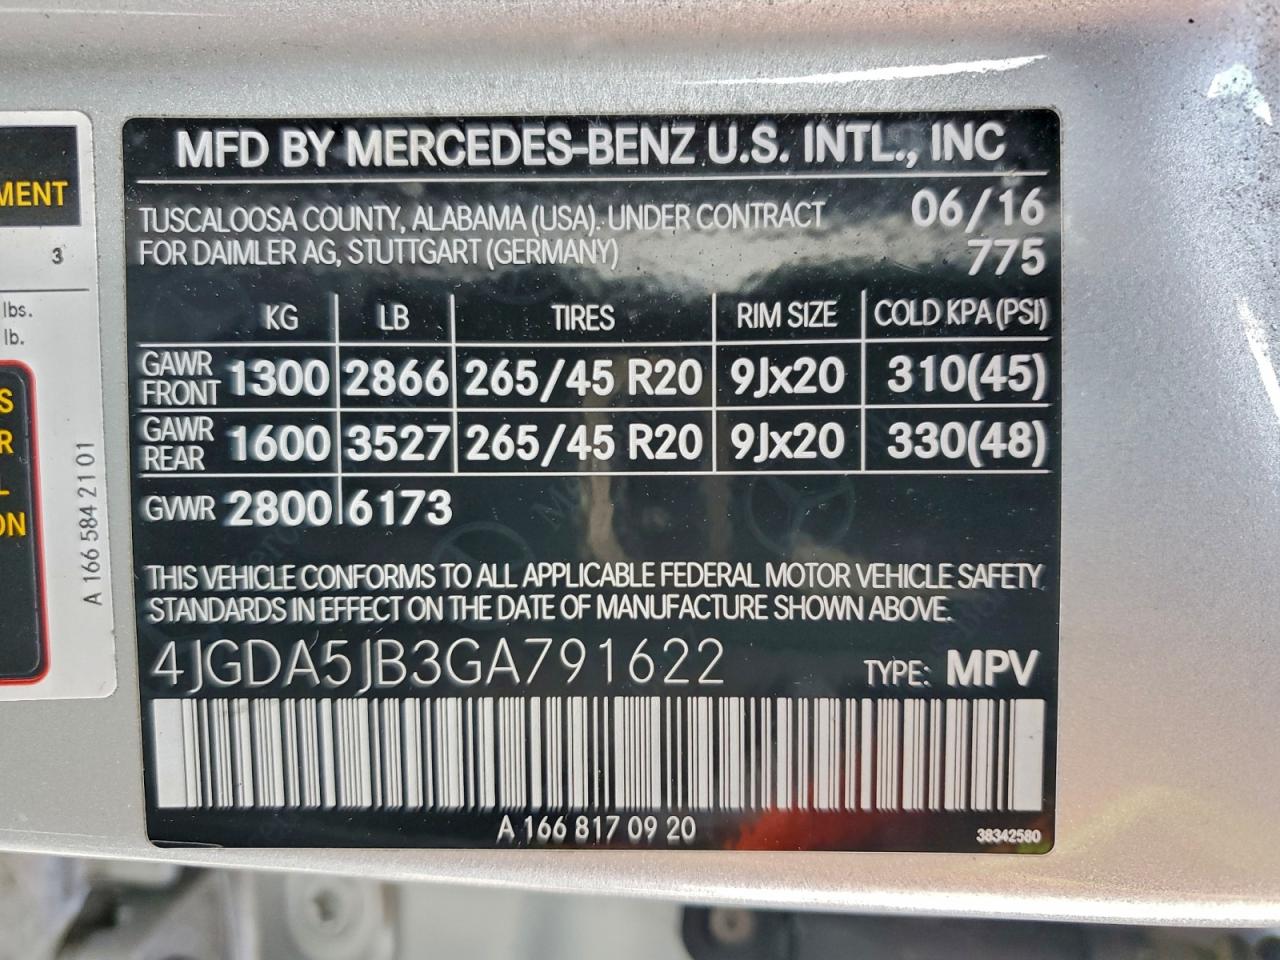 MENT
3
lbs.
lb.
S
R
L
ON
A 166 584 21 01
MFD BY MERCEDES-BENZ U.S. INTL., INC
TUSCALOOSA COUNTY, ALABAMA (USA). UNDER CONTRACT 06/16
FOR DAIMLER AG, STUTTGART (GERMANY) 775
KG LB TIRES RIM SIZE COLD KPA (PSI)
GAWR FRONT 1300 2866 265/45 R20 9Jx20 310(45)
GAWR REAR 1600 3527 265/45 R20 9Jx20 330(48)
GVWR 2800 6173
THIS VEHICLE CONFORMS TO ALL APPLICABLE FEDERAL MOTOR VEHICLE SAFETY
STANDARDS IN EFFECT ON THE DATE OF MANUFACTURE SHOWN ABOVE.
4JGDA5JB3GA791622 TYPE: MPV
A 166 817 09 20 38342580